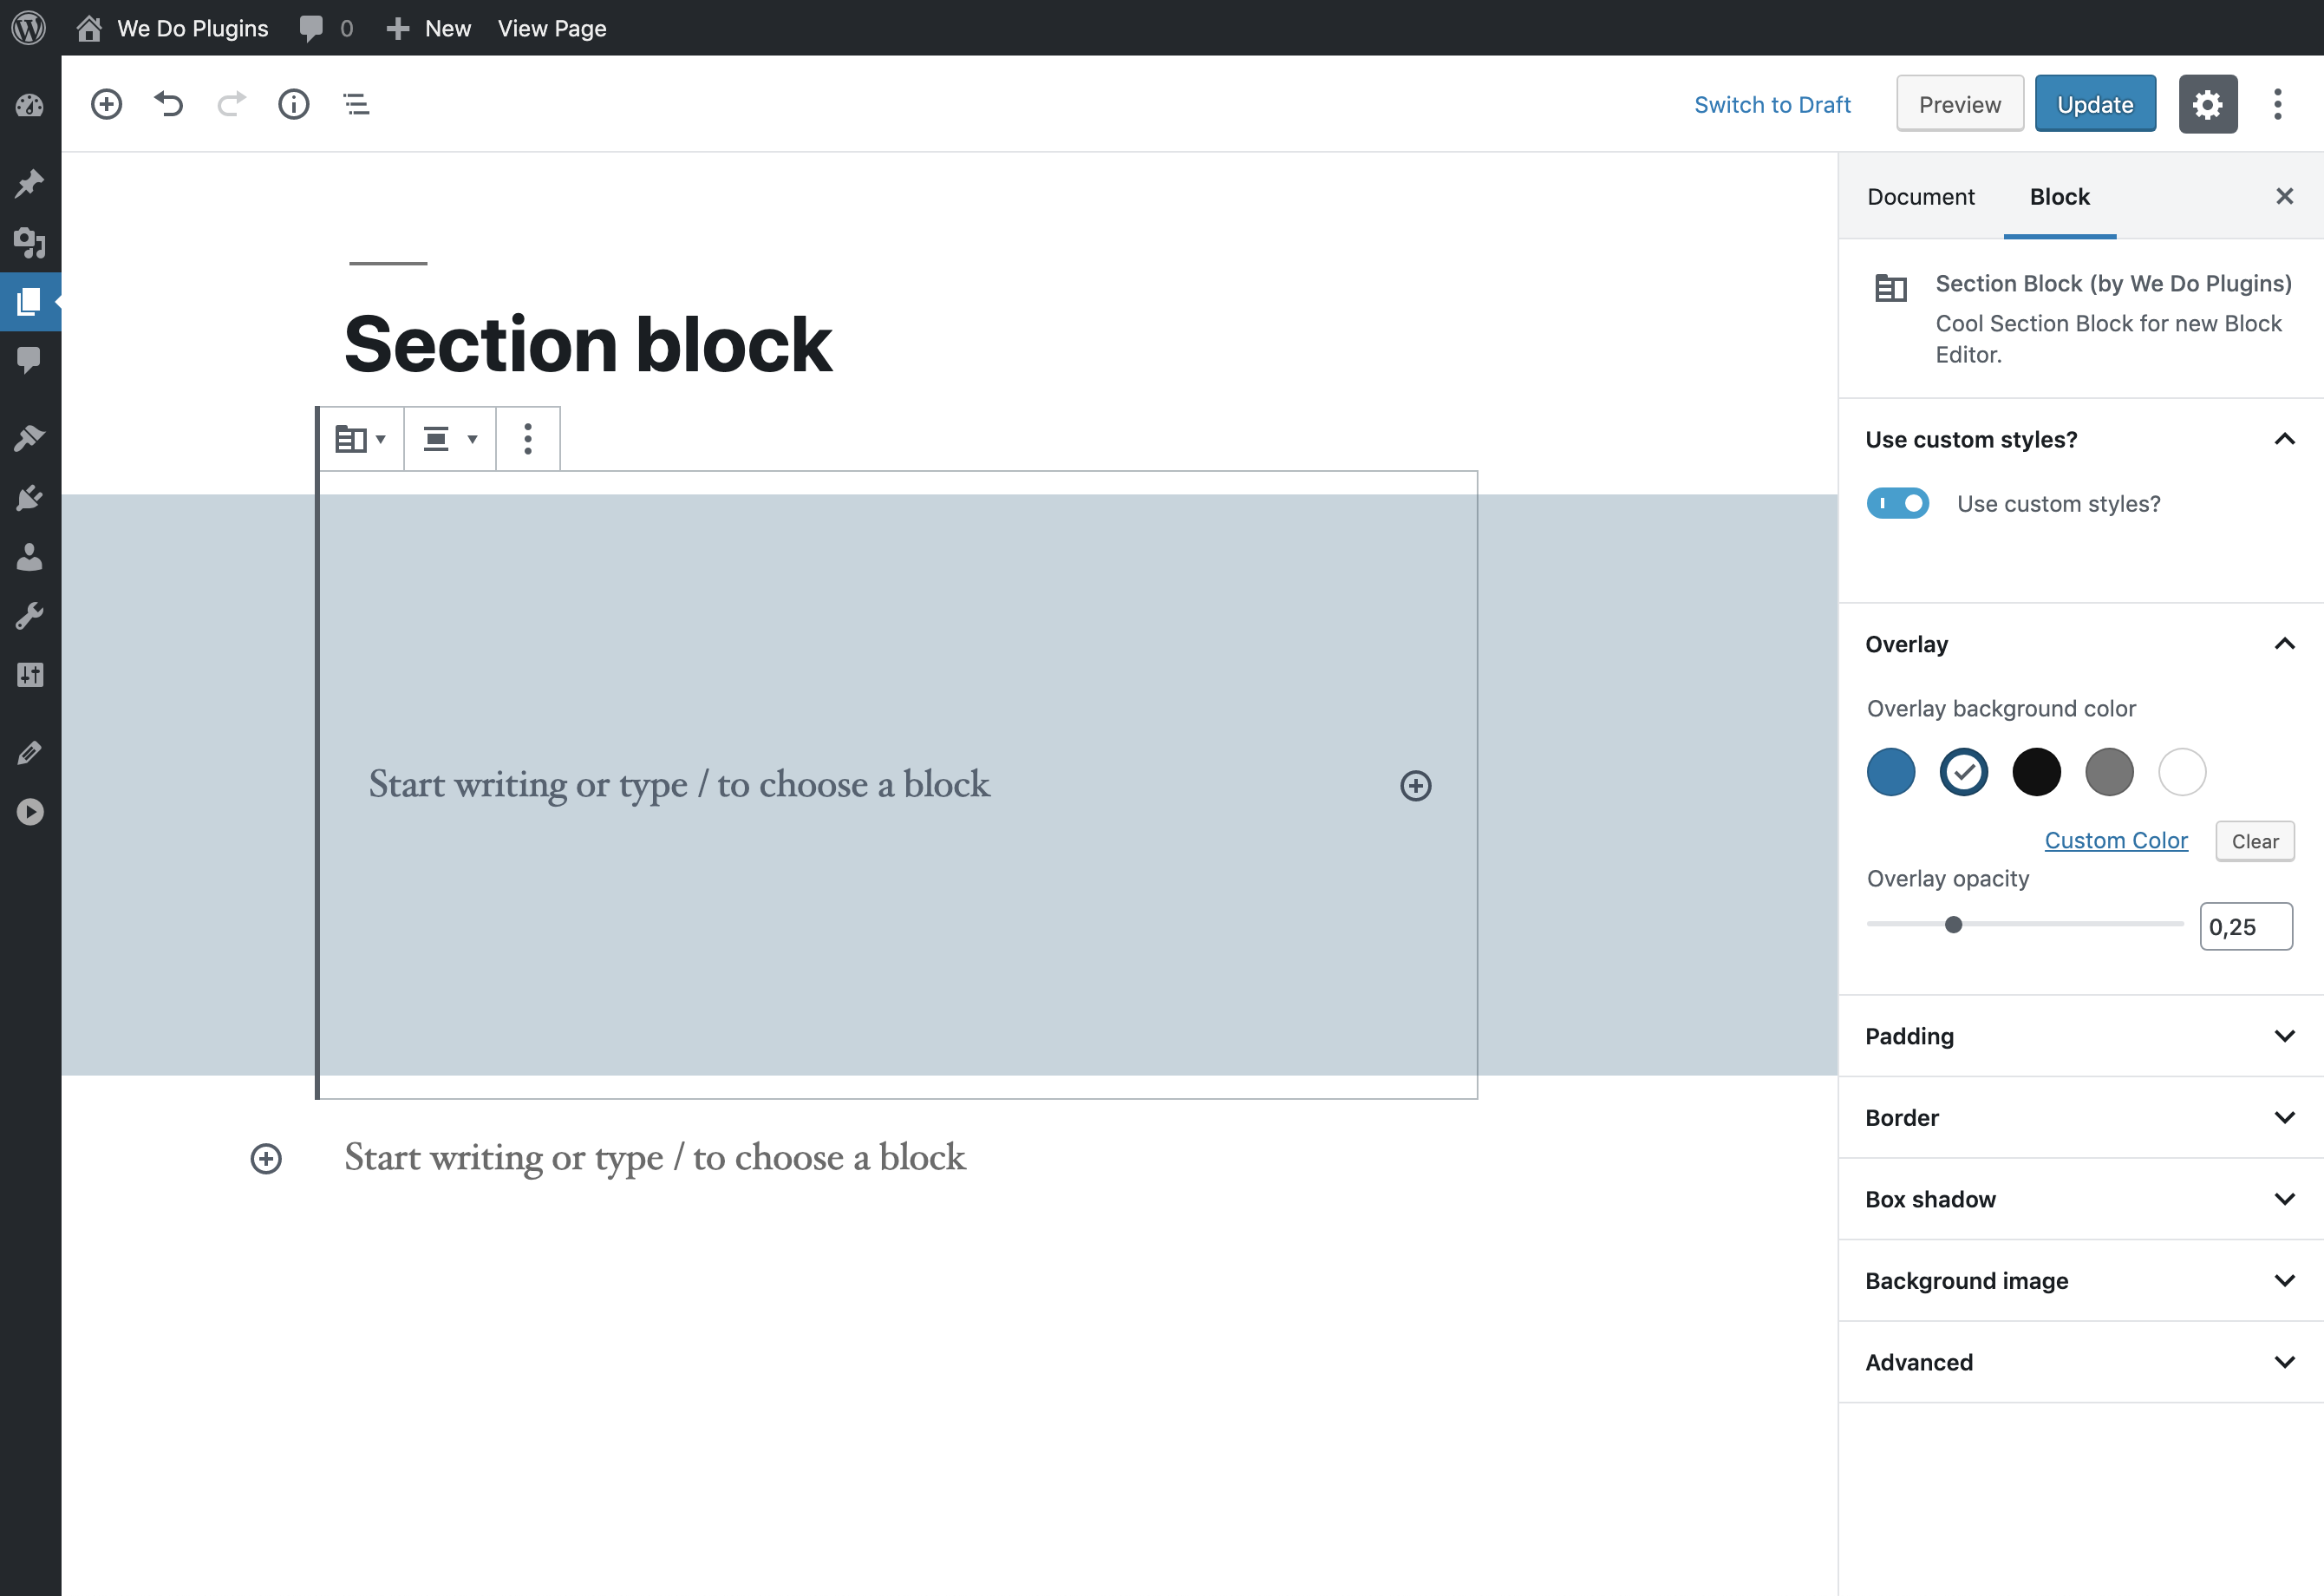 We Do Plugins 0 New View Page
Switch to Draft Preview Update
Document Block
Section Block (by We Do Plugins)
Cool Section Block for new Block
Editor.
Section block
Use custom styles?
Use custom styles?
Overlay
Overlay background color
Start writing or type / to choose a block
Custom Color Clear
Overlay opacity
0,25
Padding
Border
Start writing or type / to choose a block
Box shadow
Background image
Advanced